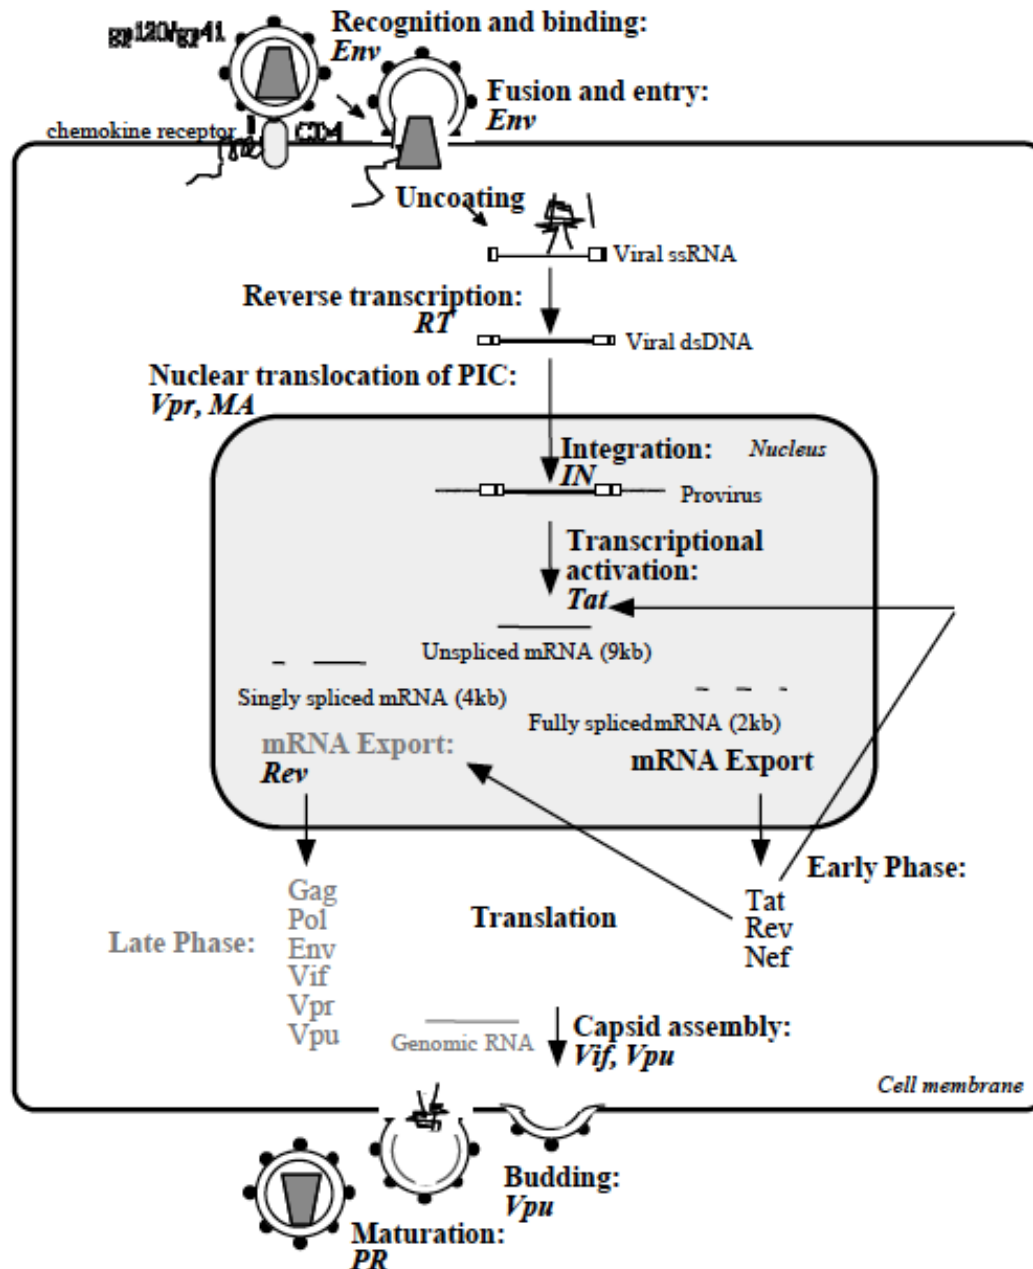 gp120/gp41
Recognition and binding:
Env
Fusion and entry:
Env
chemokine receptor
CD4
Uncoating
Viral ssRNA
Reverse transcription:
RT
Viral dsDNA
Nuclear translocation of PIC:
Vpr, MA
Integration:
IN
Nucleus
Provirus
Transcriptional
activation:
Tat
Unspliced mRNA (9kb)
Singly spliced mRNA (4kb)
Fully splicedmRNA (2kb)
mRNA Export:
Rev
mRNA Export
Early Phase:
Gag
Pol
Env
Vif
Vpr
Vpu
Late Phase:
Translation
Tat
Rev
Nef
Genomic RNA
Capsid assembly:
Vif, Vpu
Cell membrane
Budding:
Vpu
Maturation:
PR